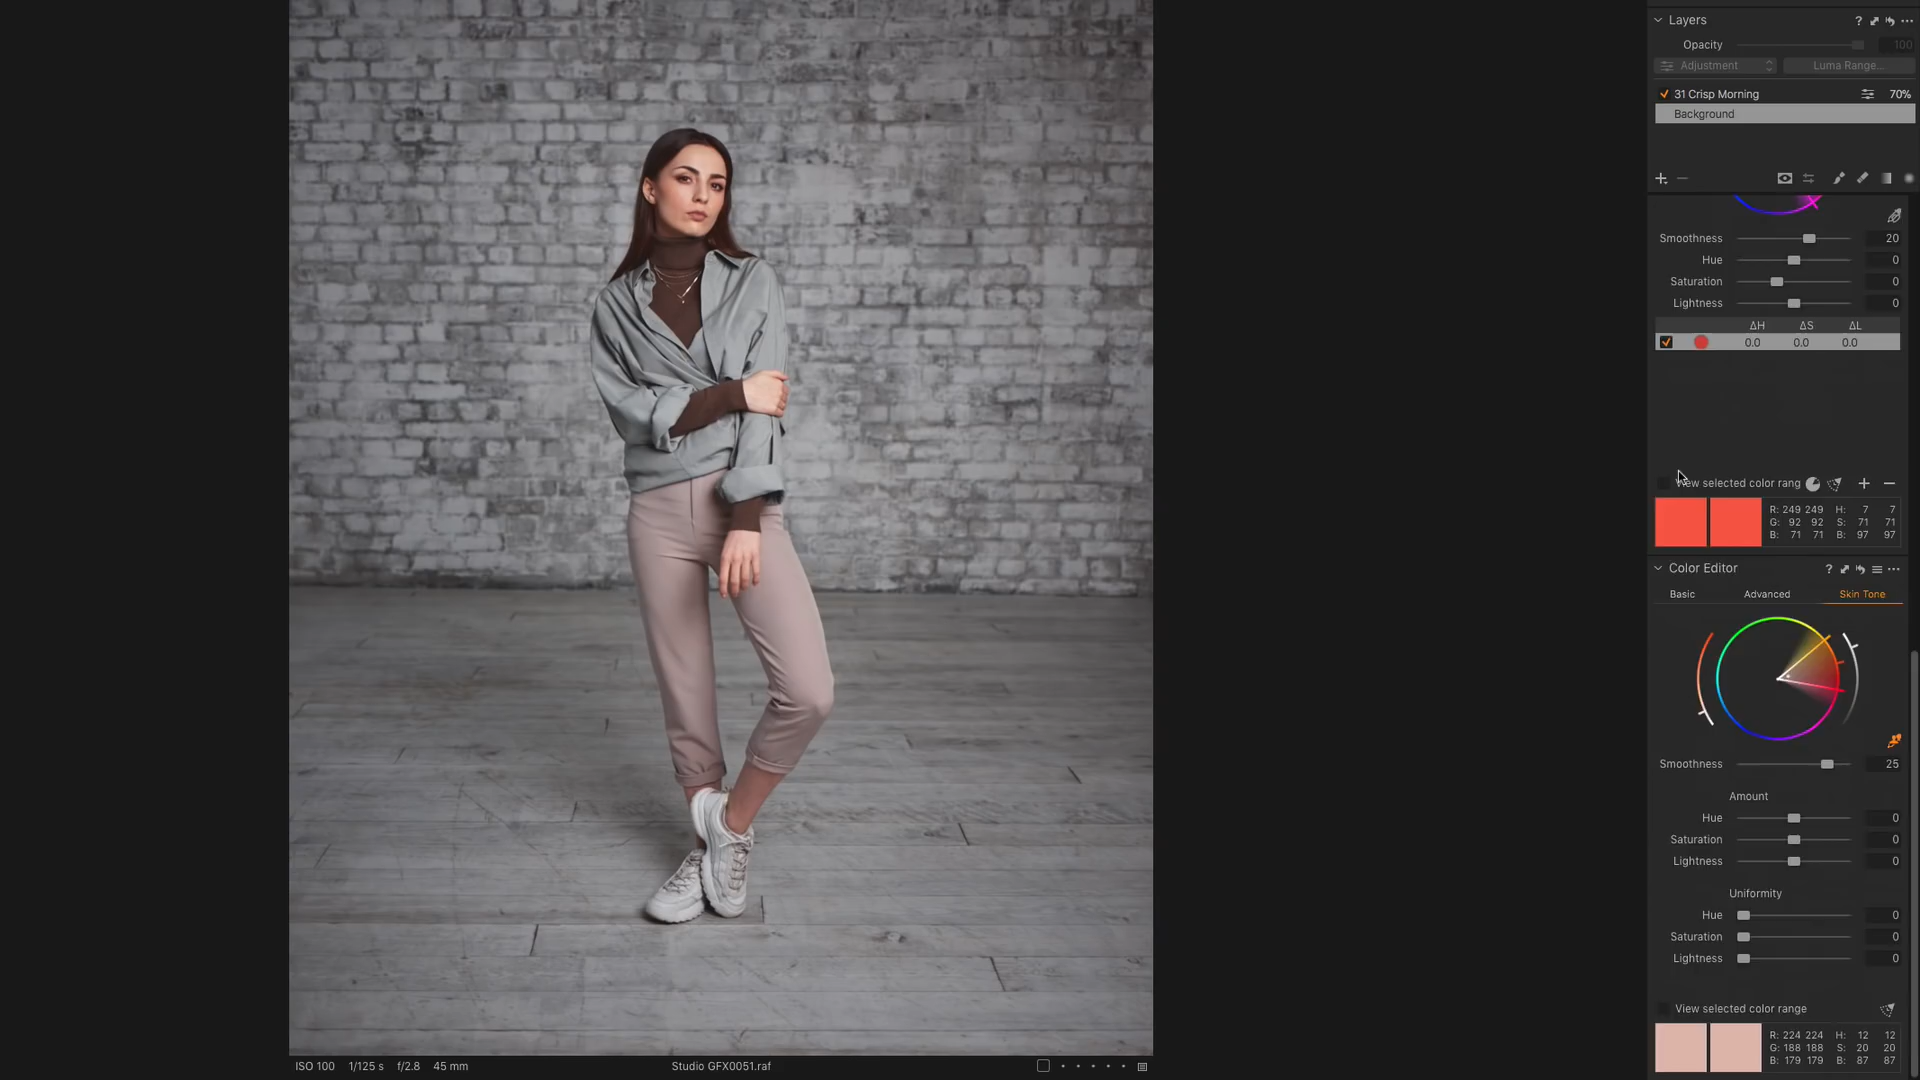 Layers
?
Opacity 100
Adjustment Luma Range...
31 Crisp Morning 70%
Background
Smoothness 20
Hue 0
Saturation 0
Lightness 0
ΔH ΔS ΔL
0.0 0.0 0.0
View selected color rang
R: 249 249 H: 7 7
G: 92 92 S: 71 71
B: 71 71 B: 97 97
Color Editor ?
Basic Advanced Skin Tone
Smoothness 25
Amount
Hue 0
Saturation 0
Lightness 0
Uniformity
Hue 0
Saturation 0
Lightness 0
View selected color range
R: 224 224 H: 12 12
G: 188 188 S: 20 20
B: 179 179 B: 87 87
ISO 100 1/125 s f/2.8 45 mm Studio GFX0051.raf